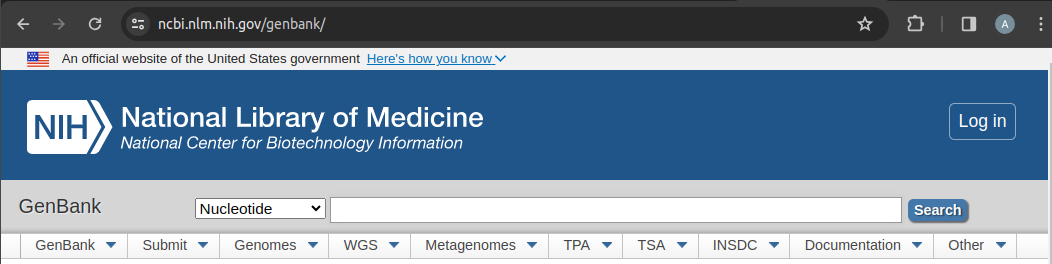 ncbi.nlm.nih.gov/genbank/
A
An official website of the United States government Here's how you know
NIH National Library of Medicine
National Center for Biotechnology Information
Log in
GenBank Nucleotide Search
GenBank Submit Genomes WGS Metagenomes TPA TSA INSDC Documentation Other